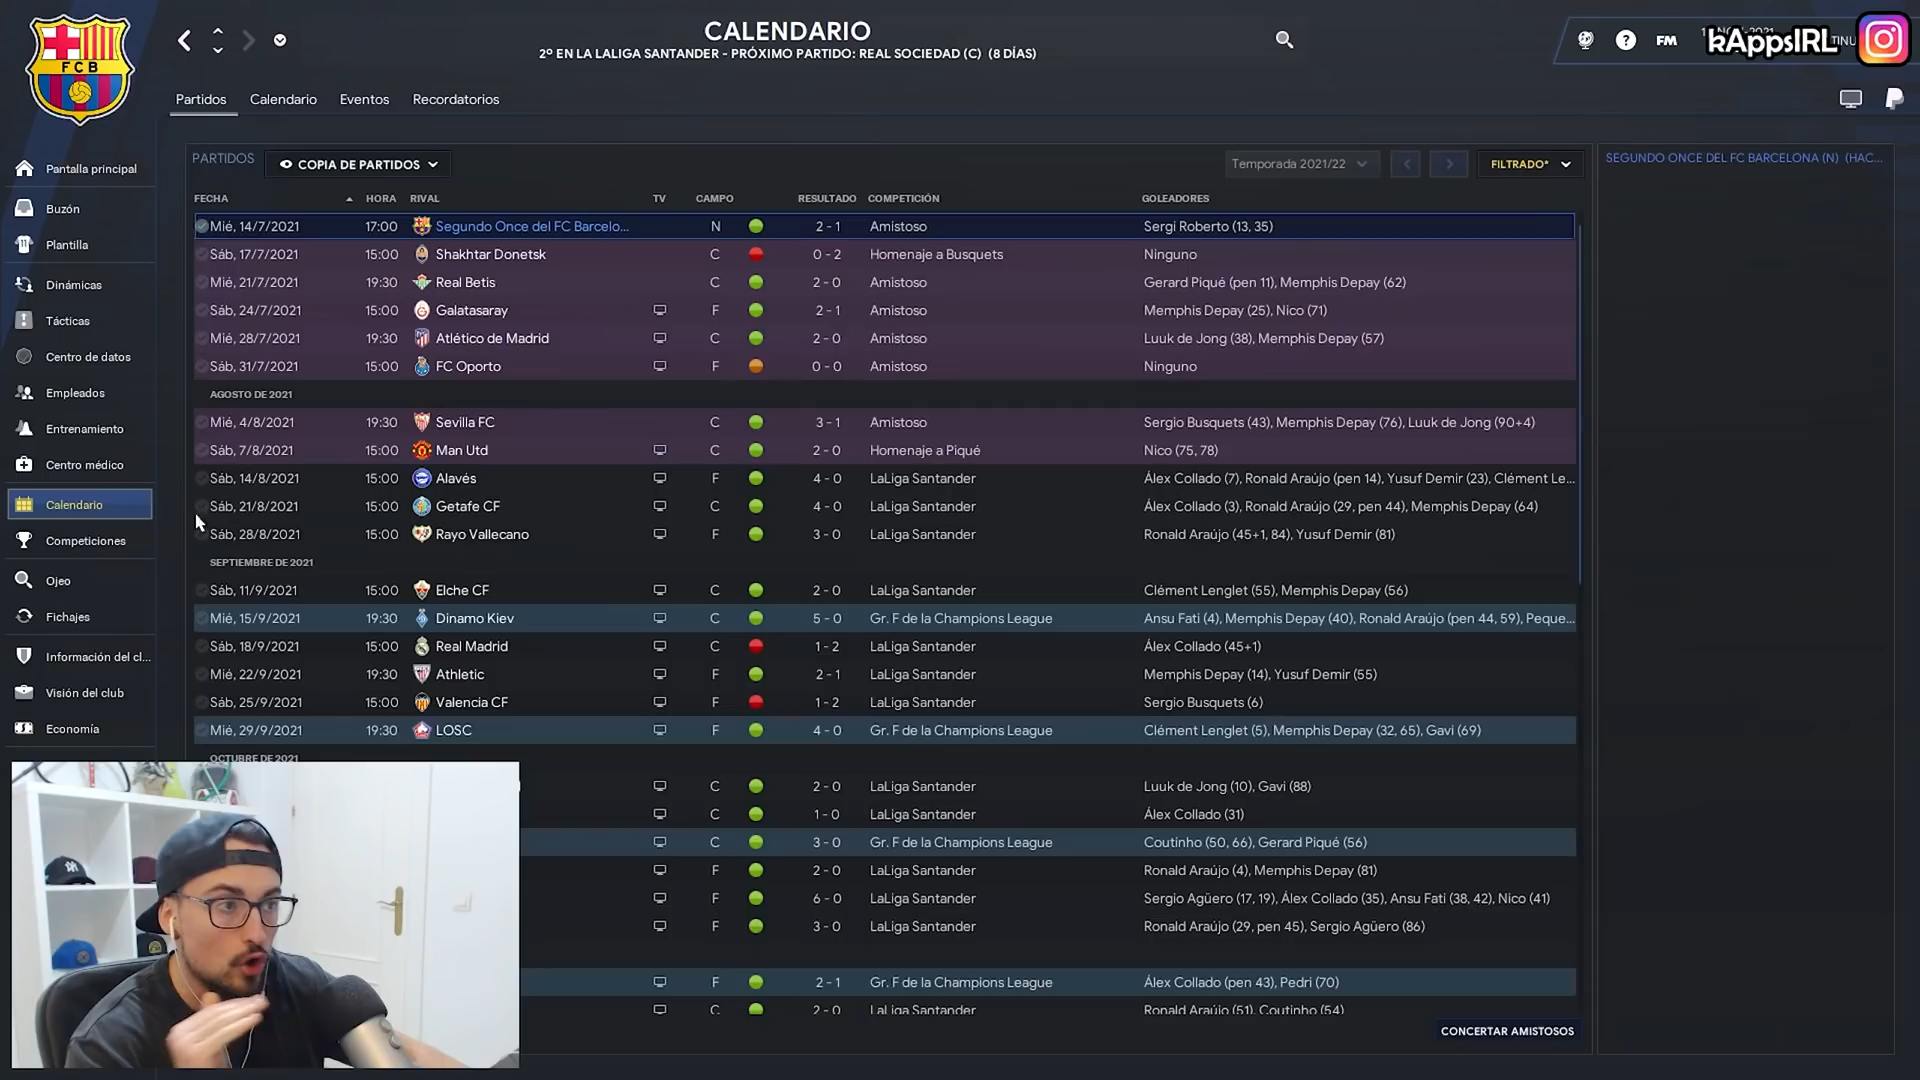 CALENDARIO
2º EN LA LALIGA SANTANDER - PRÓXIMO PARTIDO: REAL SOCIEDAD (C) (8 DÍAS)
FM
kAppsIRL
FCB
Partidos Calendario Eventos Recordatorios
Pantalla principal
Buzón
Plantilla
Dinámicas
Tácticas
Centro de datos
Empleados
Entrenamiento
Centro médico
Calendario
Competiciones
Ojeo
Fichajes
Información del cl...
Visión del club
Economía
PARTIDOS COPIA DE PARTIDOS Temporada 2021/22 FILTRADO*
FECHA HORA RIVAL TV CAMPO RESULTADO COMPETICIÓN GOLEADORES
Mié, 14/7/2021 17:00 Segundo Once del FC Barcelo... N 2 - 1 Amistoso Sergi Roberto (13, 35)
Sáb, 17/7/2021 15:00 Shakhtar Donetsk C 0 - 2 Homenaje a Busquets Ninguno
Mié, 21/7/2021 19:30 Real Betis C 2 - 0 Amistoso Gerard Piqué (pen 11), Memphis Depay (62)
Sáb, 24/7/2021 15:00 Galatasaray F 2 - 1 Amistoso Memphis Depay (25), Nico (71)
Mié, 28/7/2021 19:30 Atlético de Madrid C 2 - 0 Amistoso Luuk de Jong (38), Memphis Depay (57)
Sáb, 31/7/2021 15:00 FC Oporto F 0 - 0 Amistoso Ninguno
AGOSTO DE 2021
Mié, 4/8/2021 19:30 Sevilla FC C 3 - 1 Amistoso Sergio Busquets (43), Memphis Depay (76), Luuk de Jong (90+4)
Sáb, 7/8/2021 15:00 Man Utd C 2 - 0 Homenaje a Piqué Nico (75, 78)
Sáb, 14/8/2021 15:00 Alavés F 4 - 0 LaLiga Santander Álex Collado (7), Ronald Araújo (pen 14), Yusuf Demir (23), Clément Le...
Sáb, 21/8/2021 15:00 Getafe CF C 4 - 0 LaLiga Santander Álex Collado (3), Ronald Araújo (29, pen 44), Memphis Depay (64)
Sáb, 28/8/2021 15:00 Rayo Vallecano F 3 - 0 LaLiga Santander Ronald Araújo (45+1, 84), Yusuf Demir (81)
SEPTIEMBRE DE 2021
Sáb, 11/9/2021 15:00 Elche CF C 2 - 0 LaLiga Santander Clément Lenglet (55), Memphis Depay (56)
Mié, 15/9/2021 19:30 Dinamo Kiev C 5 - 0 Gr. F de la Champions League Ansu Fati (4), Memphis Depay (40), Ronald Araújo (pen 44, 59), Peque...
Sáb, 18/9/2021 15:00 Real Madrid C 1 - 2 LaLiga Santander Álex Collado (45+1)
Mié, 22/9/2021 19:30 Athletic F 2 - 1 LaLiga Santander Memphis Depay (14), Yusuf Demir (55)
Sáb, 25/9/2021 15:00 Valencia CF F 1 - 2 LaLiga Santander Sergio Busquets (6)
Mié, 29/9/2021 19:30 LOSC F 4 - 0 Gr. F de la Champions League Clément Lenglet (5), Memphis Depay (32, 65), Gavi (69)
OCTUBRE DE 2021
C 2 - 0 LaLiga Santander Luuk de Jong (10), Gavi (88)
C 1 - 0 LaLiga Santander Álex Collado (31)
C 3 - 0 Gr. F de la Champions League Coutinho (50, 66), Gerard Piqué (56)
F 2 - 0 LaLiga Santander Ronald Araújo (4), Memphis Depay (81)
F 6 - 0 LaLiga Santander Sergio Agüero (17, 19), Álex Collado (35), Ansu Fati (38, 42), Nico (41)
F 3 - 0 LaLiga Santander Ronald Araújo (29, pen 45), Sergio Agüero (86)
F 2 - 1 Gr. F de la Champions League Álex Collado (pen 43), Pedri (70)
C 2 - 0 LaLiga Santander Ronald Araújo (51), Coutinho (54)
CONCERTAR AMISTOSOS
SEGUNDO ONCE DEL FC BARCELONA (N) (HAC...